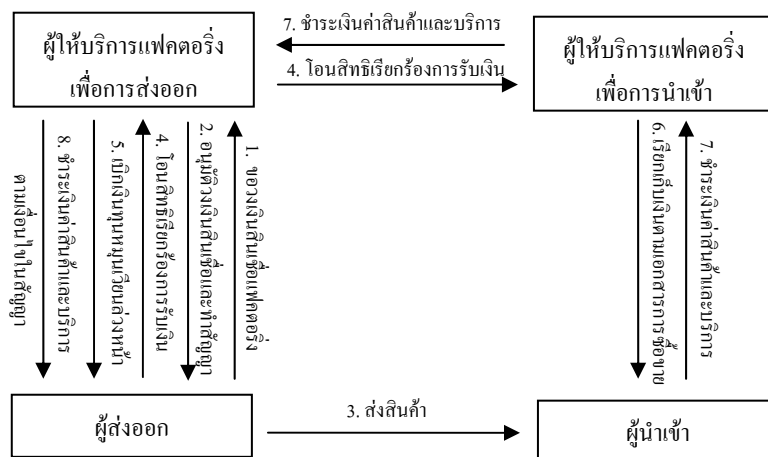 7. ชำระเงินค่าสินค้าและบริการ
ผู้ให้บริการแฟคตอริ่ง
เพื่อการส่งออก
4. โอนสิทธิเรียกร้องการรับเงิน
ผู้ให้บริการแฟคตอริ่ง
เพื่อการนำเข้า
8. ชำระเงินค่าสินค้าและบริการ
ตามเงื่อนไขในสัญญา
5. เบิกเงินทุนหมุนเวียนล่วงหน้า
4. โอนสิทธิเรียกร้องการรับเงิน
2. อนุมัติวงเงินสินเชื่อและทำสัญญา
1. ขอวงเงินสินเชื่อแฟคตอริ่ง
6. เรียกเก็บเงินตามเอกสารการซื้อขาย
7. ชำระเงินค่าสินค้าและบริการ
ผู้ส่งออก
3. ส่งสินค้า
ผู้นำเข้า